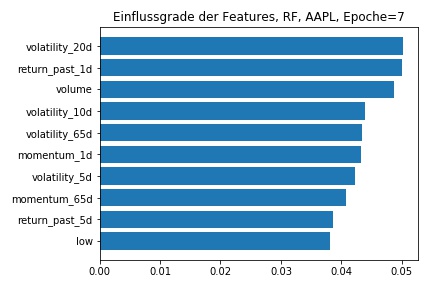 Einflussgrade der Features, RF, AAPL, Epoche=7
volatility_20d
return_past_1d
volume
volatility_10d
volatility_65d
momentum_1d
volatility_5d
momentum_65d
return_past_5d
low
0.00 0.01 0.02 0.03 0.04 0.05